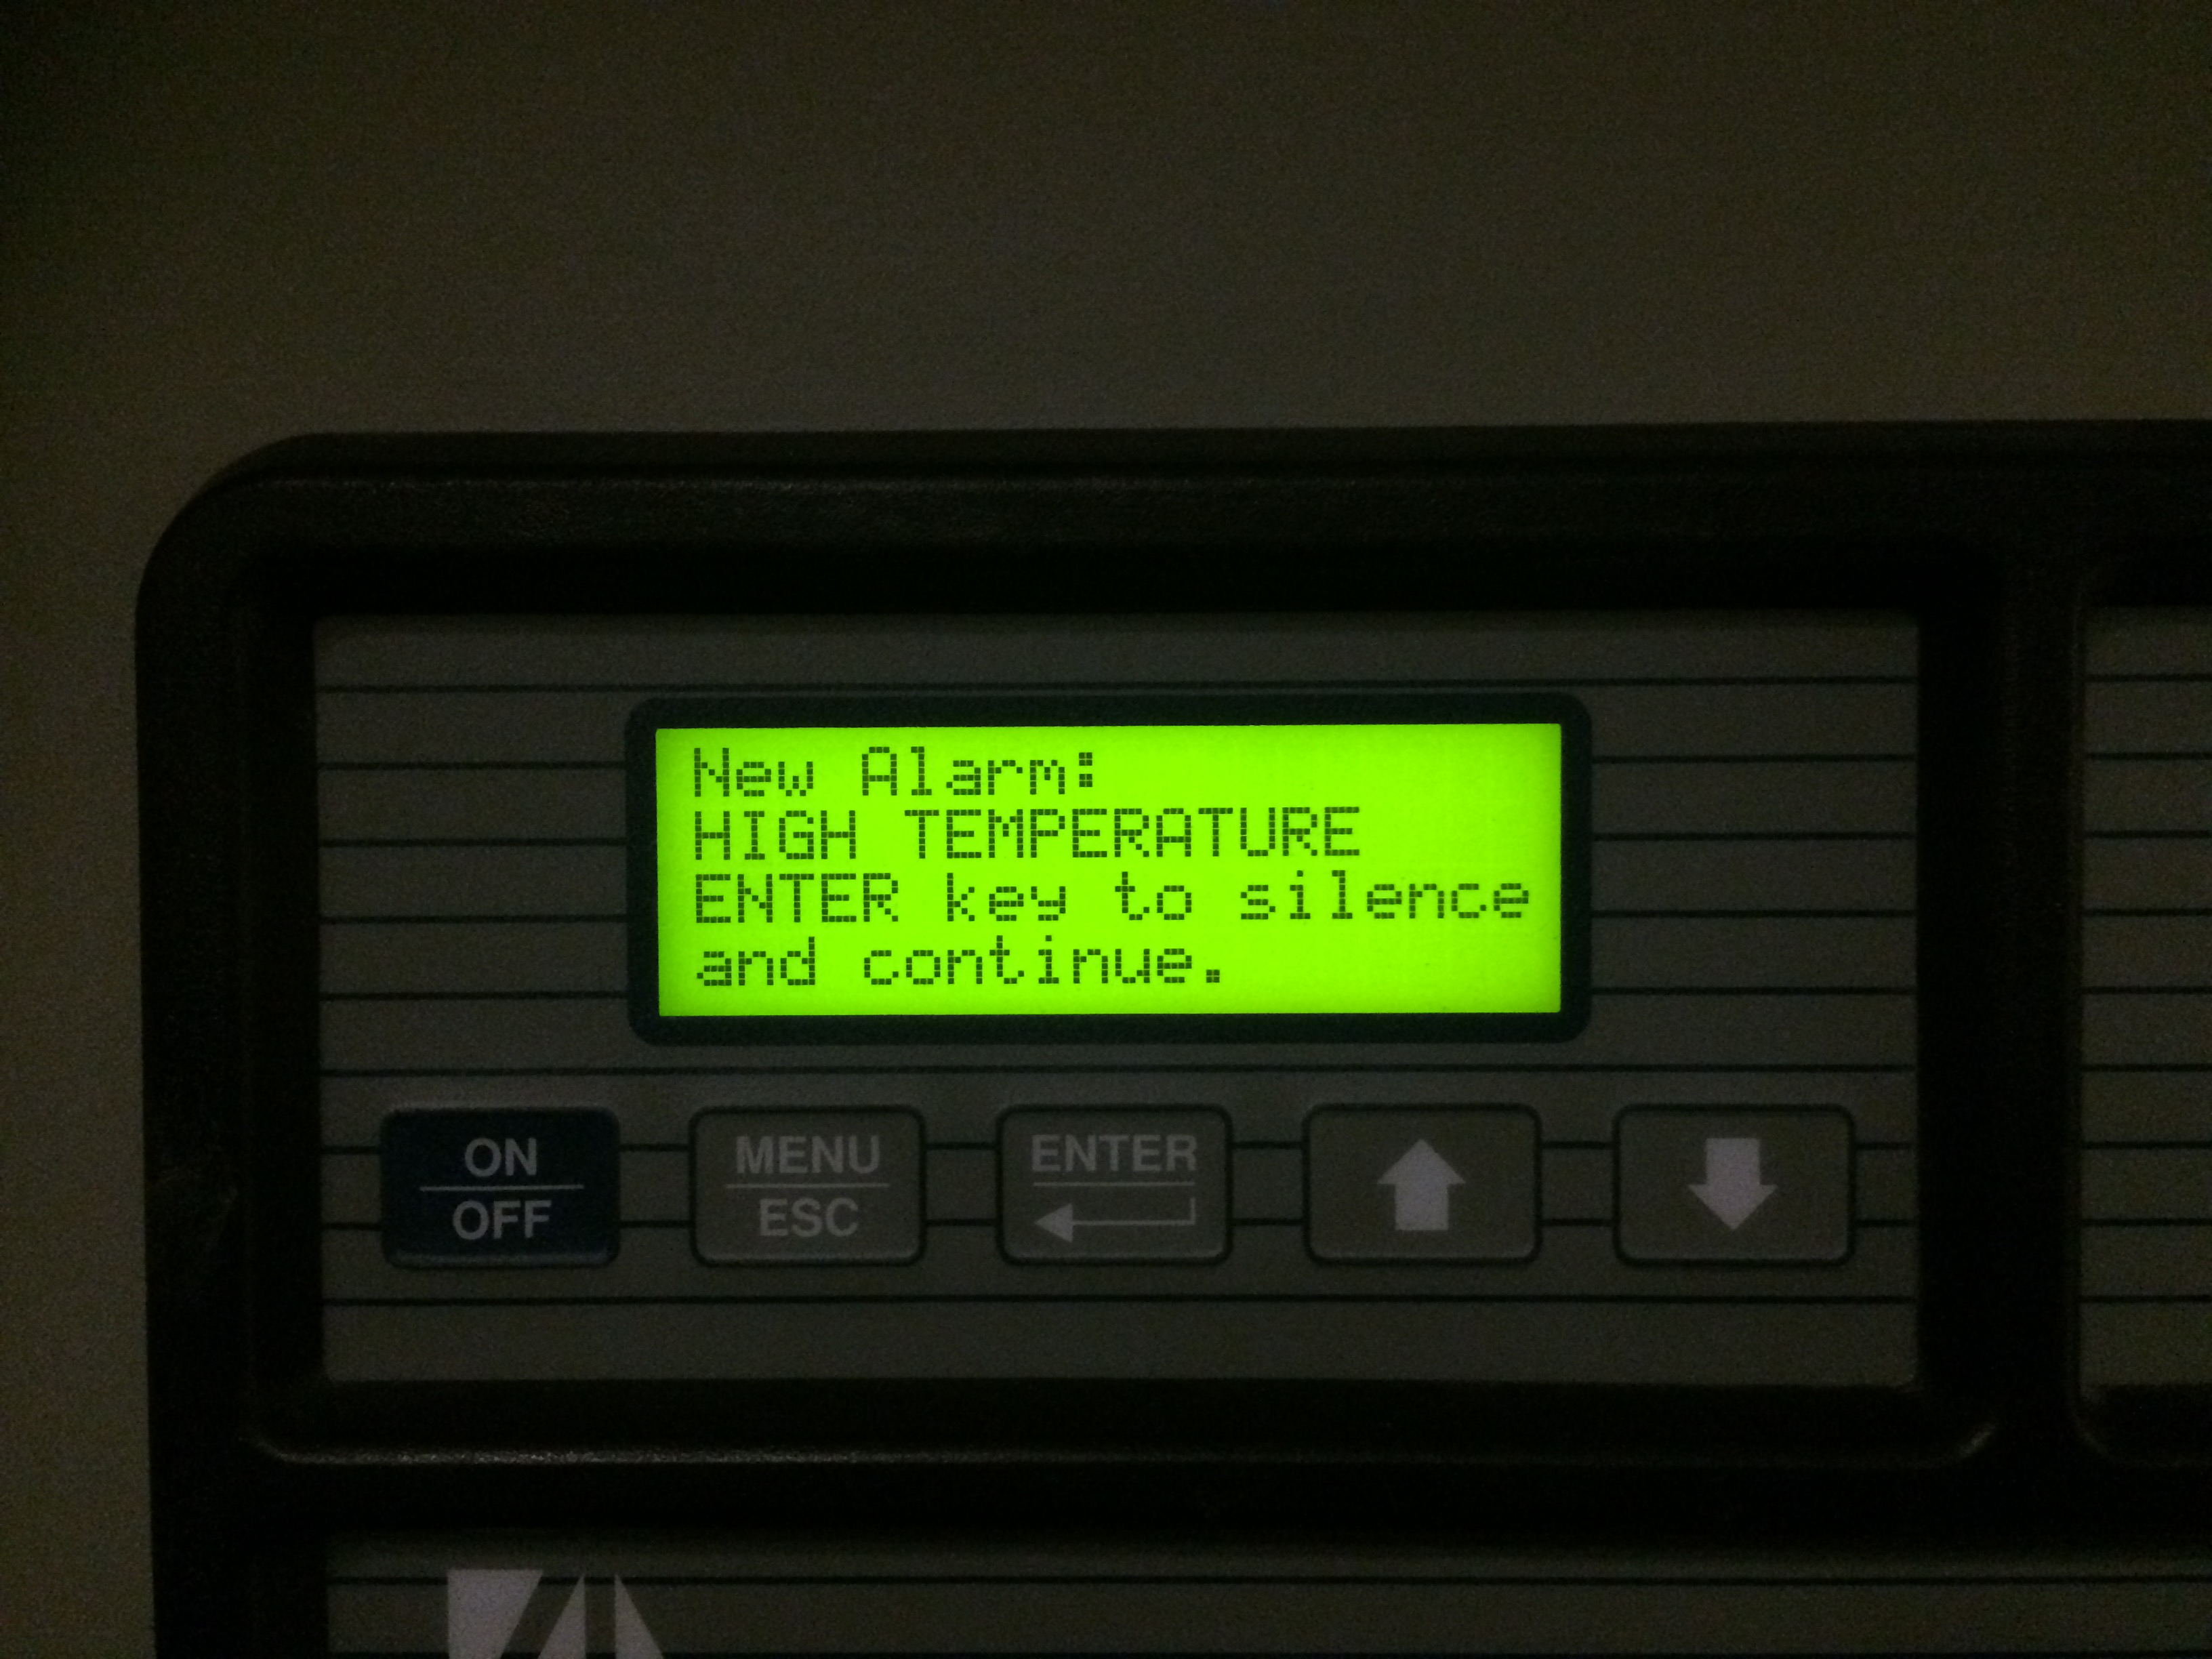 New Alarm:
HIGH TEMPERATURE
ENTER key to silence
and continue.
ON
OFF
MENU
ESC
ENTER